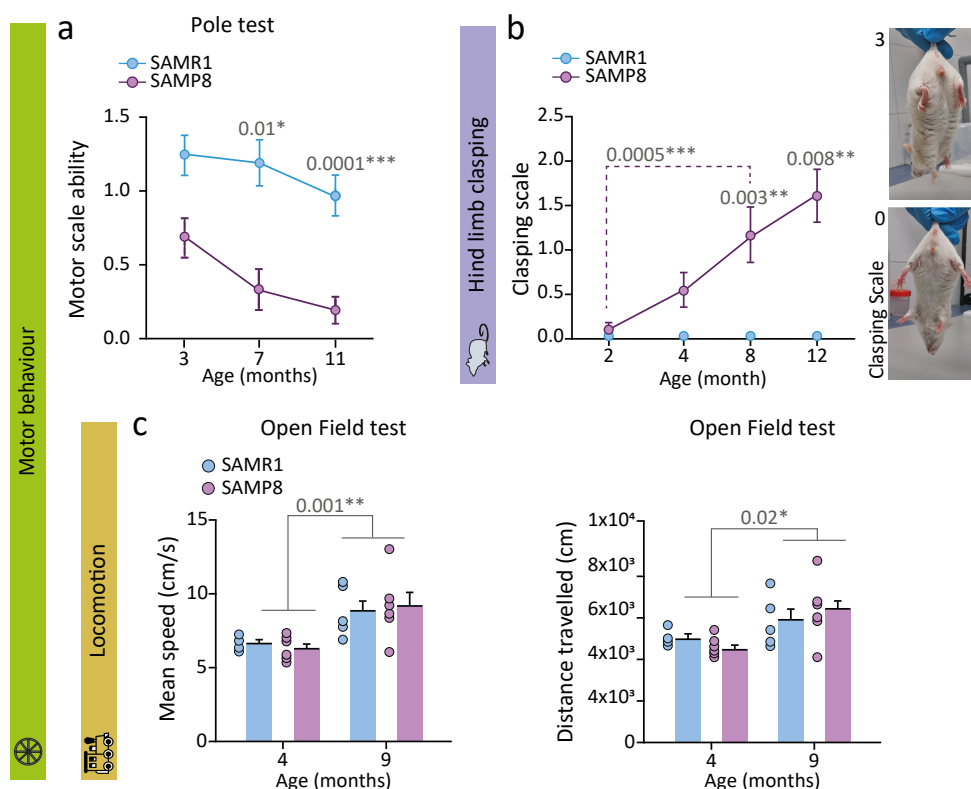 Motor behaviour
a
Pole test
SAMR1
SAMP8
Motor scale ability
1.5
1.0
0.5
0.0
0.01*
0.0001***
3 7 11
Age (months)
Hind limb clasping
b
SAMR1
SAMP8
Clasping scale
2.5
2.0
1.5
1.0
0.5
0.0
0.0005***
0.003**
0.008**
2 4 8 12
Age (month)
3
0
Clasping Scale
Locomotion
c
Open Field test
SAMR1
SAMP8
0.001**
Mean speed (cm/s)
15
10
5
0
4 9
Age (months)
Open Field test
0.02*
Distance travelled (cm)
1x10⁴
8x10³
6x10³
4x10³
4x10³
0
4 9
Age (months)